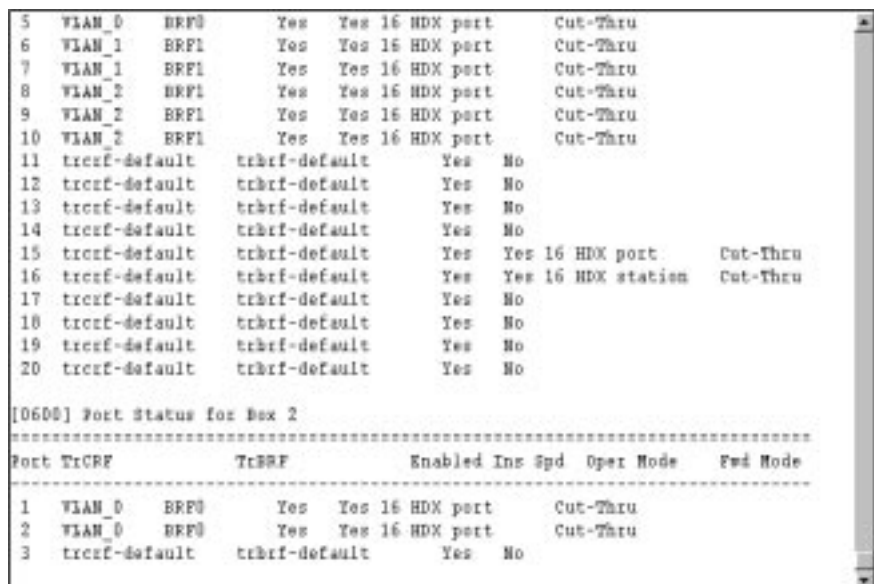 5 VLAN_0 BRF0 Yes Yes 16 HDX port Cut-Thru
6 VLAN_1 BRF1 Yes Yes 16 HDX port Cut-Thru
7 VLAN_1 BRF1 Yes Yes 16 HDX port Cut-Thru
8 VLAN_2 BRF1 Yes Yes 16 HDX port Cut-Thru
9 VLAN_2 BRF1 Yes Yes 16 HDX port Cut-Thru
10 VLAN_2 BRF1 Yes Yes 16 HDX port Cut-Thru
11 trcrf-default trbrf-default Yes No
12 trcrf-default trbrf-default Yes No
13 trcrf-default trbrf-default Yes No
14 trcrf-default trbrf-default Yes No
15 trcrf-default trbrf-default Yes Yes 16 HDX port Cut-Thru
16 trcrf-default trbrf-default Yes Yes 16 HDX station Cut-Thru
17 trcrf-default trbrf-default Yes No
18 trcrf-default trbrf-default Yes No
19 trcrf-default trbrf-default Yes No
20 trcrf-default trbrf-default Yes No
[0600] Port Status for Box 2
Port TrCRF TrBRF Enabled Ins Spd Oper Mode Fwd Mode
1 VLAN_0 BRF0 Yes Yes 16 HDX port Cut-Thru
2 VLAN_0 BRF0 Yes Yes 16 HDX port Cut-Thru
3 trcrf-default trbrf-default Yes No